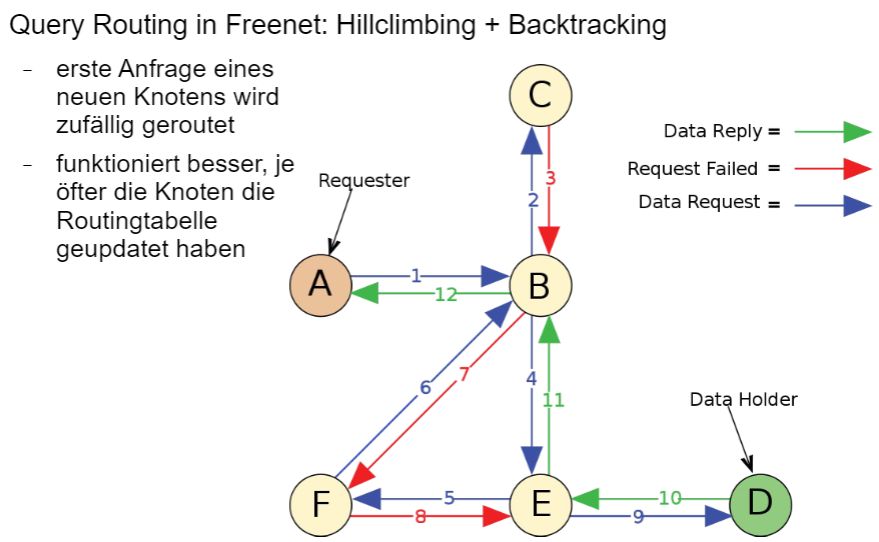 Query Routing in Freenet: Hillclimbing + Backtracking
– erste Anfrage eines
neuen Knotens wird
zufällig geroutet
– funktioniert besser, je
öfter die Knoten die
Routingtabelle
geupdatet haben
Requester
C
Data Reply =
Request Failed =
Data Request =
3
2
A
1
12
B
6
7
4
11
Data Holder
F
5
8
E
10
9
D